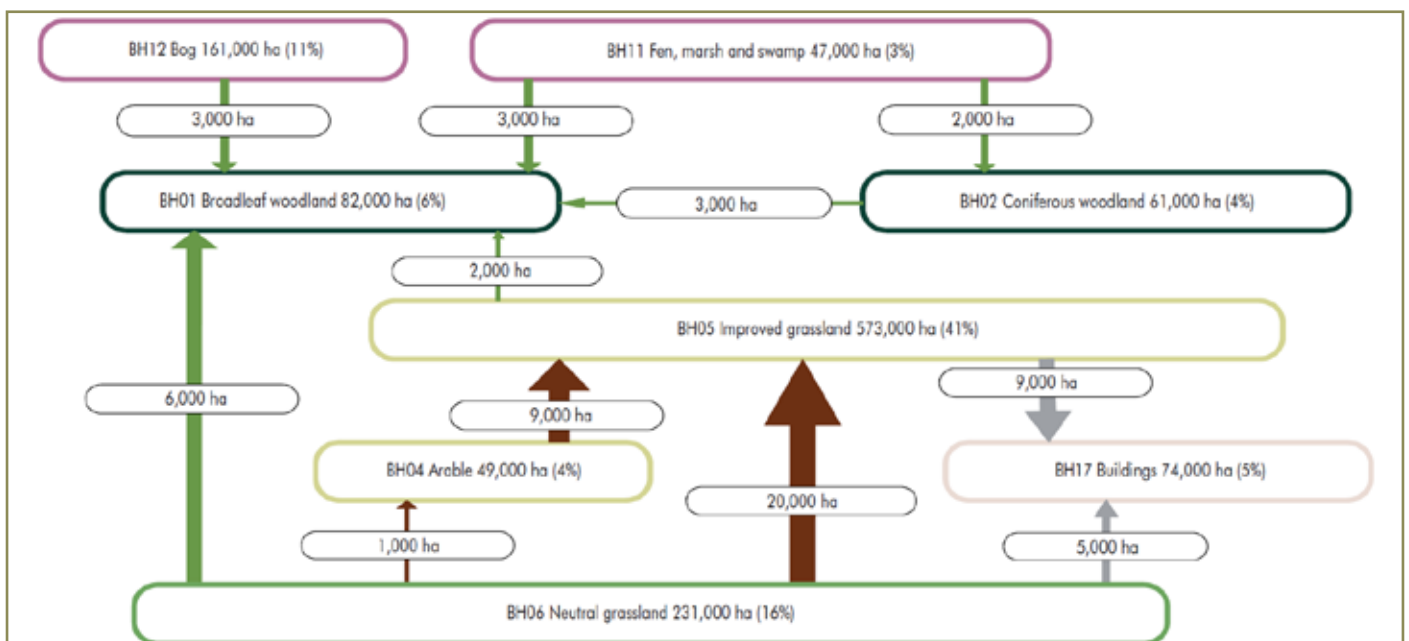 BH12 Bog 161,000 ha (11%)
BH11 Fen, marsh and swamp 47,000 ha (3%)
3,000 ha
3,000 ha
2,000 ha
BH01 Broadleaf woodland 82,000 ha (6%)
3,000 ha
BH02 Coniferous woodland 61,000 ha (4%)
2,000 ha
BH05 Improved grassland 573,000 ha (41%)
6,000 ha
9,000 ha
9,000 ha
BH04 Arable 49,000 ha (4%)
BH17 Buildings 74,000 ha (5%)
20,000 ha
1,000 ha
5,000 ha
BH06 Neutral grassland 231,000 ha (16%)